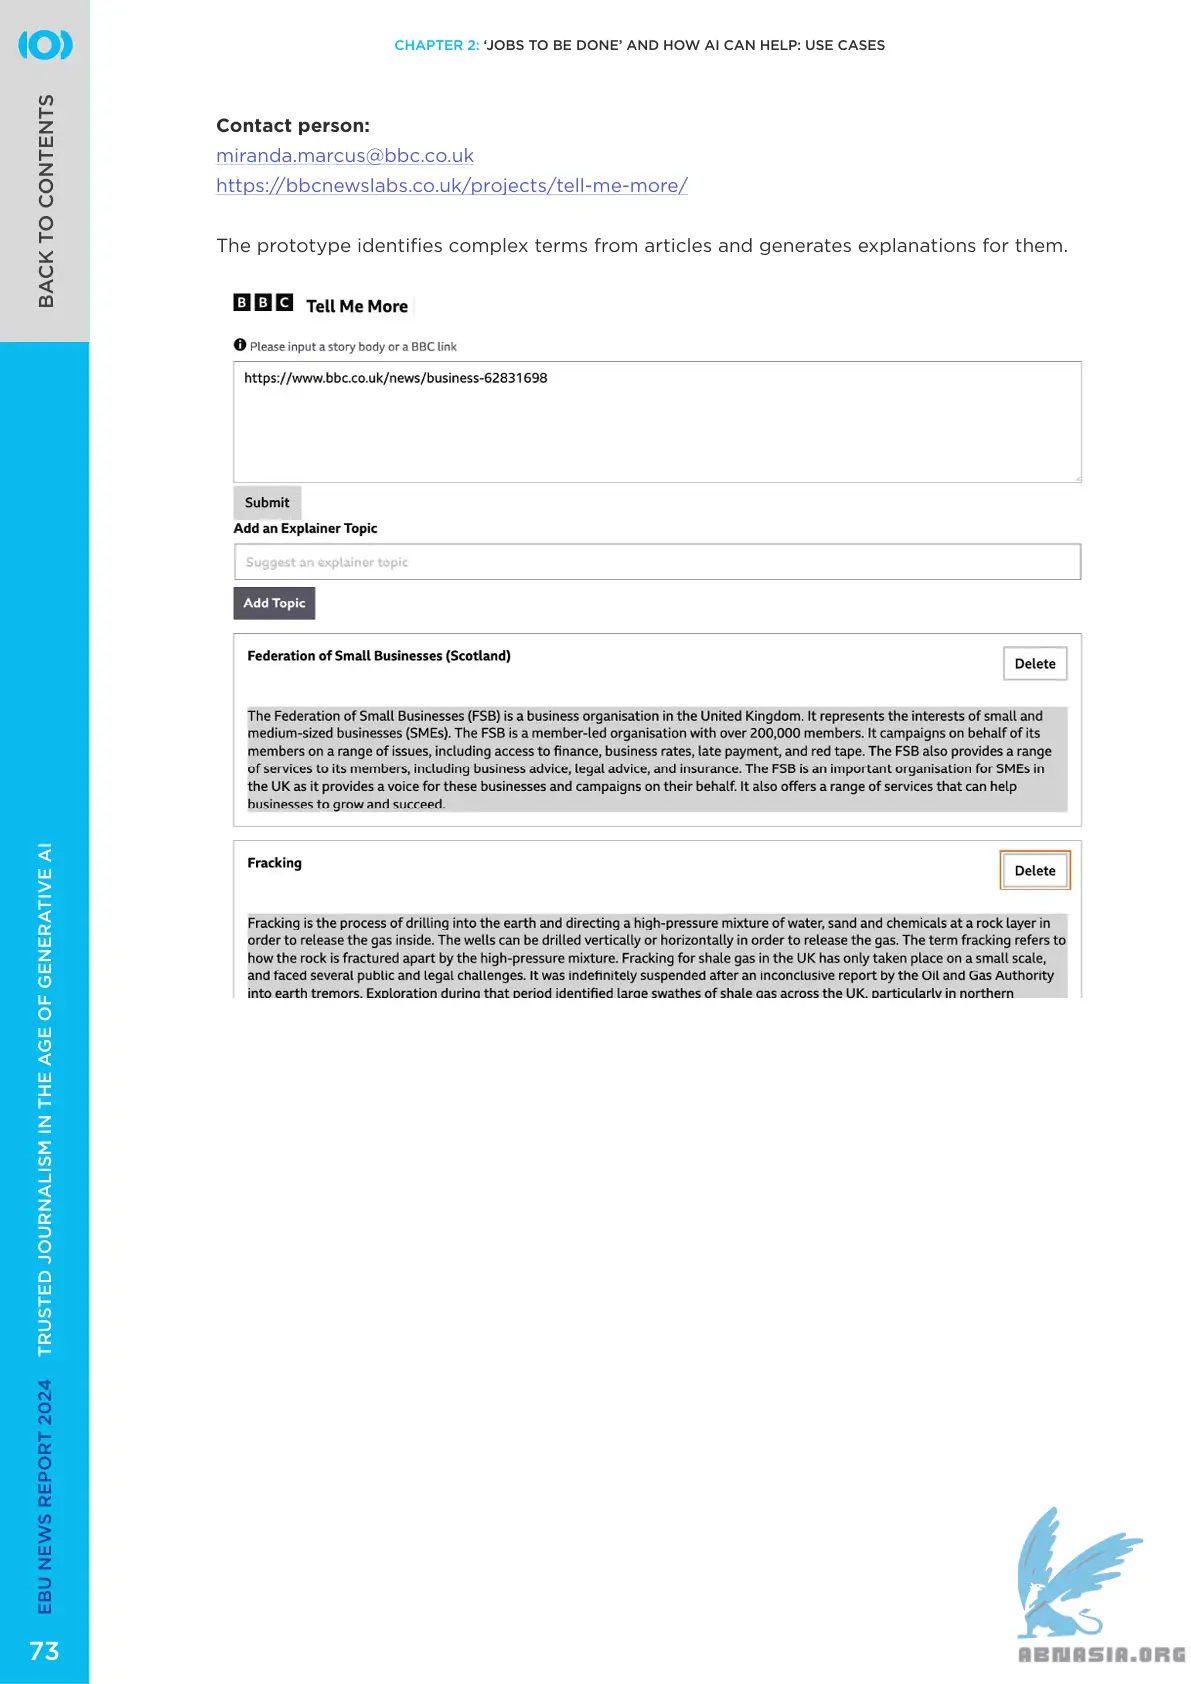 CHAPTER 2: ‘JOBS TO BE DONE’ AND HOW AI CAN HELP: USE CASES
BACK TO CONTENTS
Contact person:
miranda.marcus@bbc.co.uk
https://bbcnewslabs.co.uk/projects/tell-me-more/
The prototype identifies complex terms from articles and generates explanations for them.
BBC Tell Me More
Please input a story body or a BBC link
https://www.bbc.co.uk/news/business-62831698
Submit
Add an Explainer Topic
Suggest an explainer topic
Add Topic
Federation of Small Businesses (Scotland)
Delete
The Federation of Small Businesses (FSB) is a business organisation in the United Kingdom. It represents the interests of small and
medium-sized businesses (SMEs). The FSB is a member-led organisation with over 200,000 members. It campaigns on behalf of its
members on a range of issues, including access to finance, business rates, late payment, and red tape. The FSB also provides a range
of services to its members, including business advice, legal advice, and insurance. The FSB is an important organisation for SMEs in
the UK as it provides a voice for these businesses and campaigns on their behalf. It also offers a range of services that can help
businesses to grow and succeed.
Fracking
Delete
Fracking is the process of drilling into the earth and directing a high-pressure mixture of water, sand and chemicals at a rock layer in
order to release the gas inside. The wells can be drilled vertically or horizontally in order to release the gas. The term fracking refers to
how the rock is fractured apart by the high-pressure mixture. Fracking for shale gas in the UK has only taken place on a small scale,
and faced several public and legal challenges. It was indefinitely suspended after an inconclusive report by the Oil and Gas Authority
into earth tremors. Exploration during that period identified large swathes of shale gas across the UK, particularly in northern
EBU NEWS REPORT 2024 TRUSTED JOURNALISM IN THE AGE OF GENERATIVE AI
73
ABNASIA.ORG